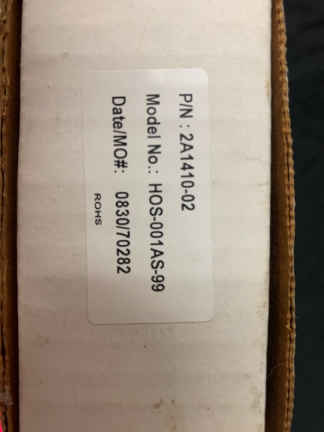 P/N : 2A1410-02
Model No.: HOS-001AS-99
Date/MO#: 0830/70282
ROHS